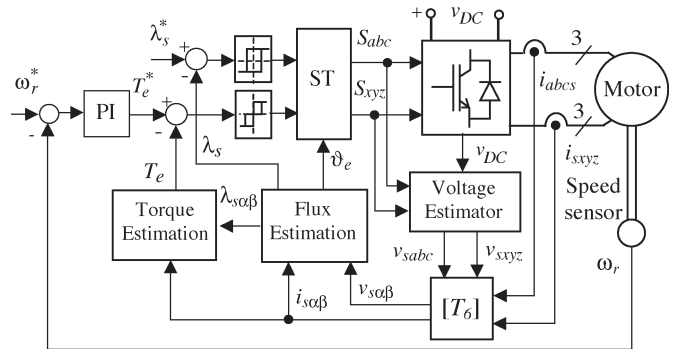 λs* + - 
ωr* - PI Te* + -
ST
Sabc
Sxyz
+ vDC -
3
iabcs
3
isxyz
Motor
Te
λs
ϑe
vDC
Torque
Estimation
λsαβ
Flux
Estimation
Voltage
Estimator
Speed
sensor
vsabc
vsxyz
ωr
isαβ
vsαβ
[T6]